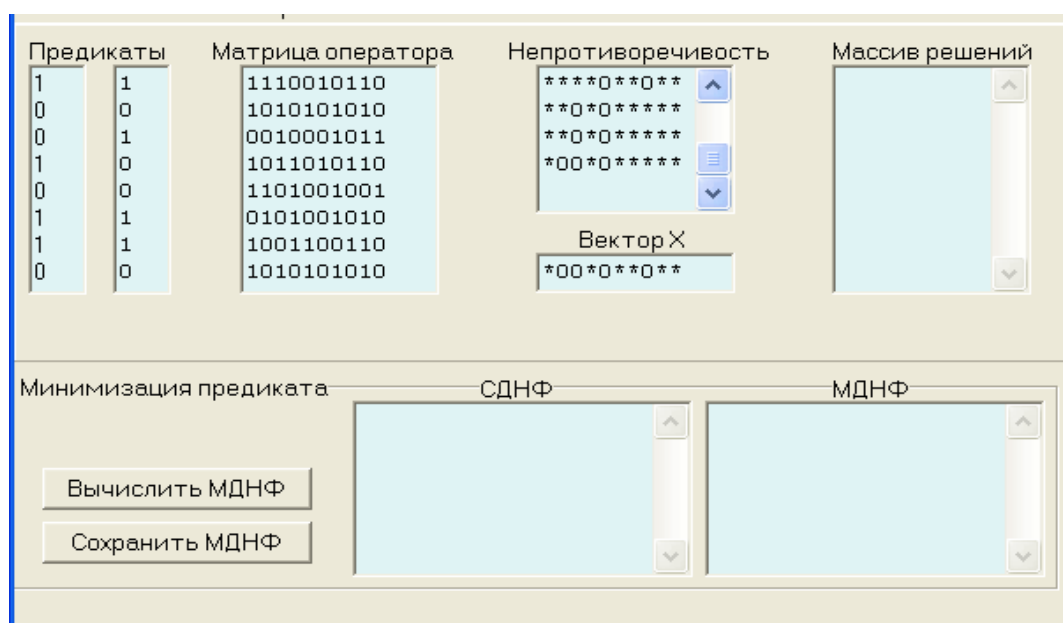 Предикаты Матрица оператора Непротиворечивость Массив решений
1 1 1110010110 ****0**0**
0 0 1010101010 **0*0*****
0 1 0010001011 **0*0*****
1 0 1011010110 *00*0*****
0 0 1101001001
1 1 0101001010
1 1 1001100110 Вектор X
0 0 1010101010 *00*0**0**
Минимизация предиката СДНФ МДНФ
Вычислить МДНФ
Сохранить МДНФ